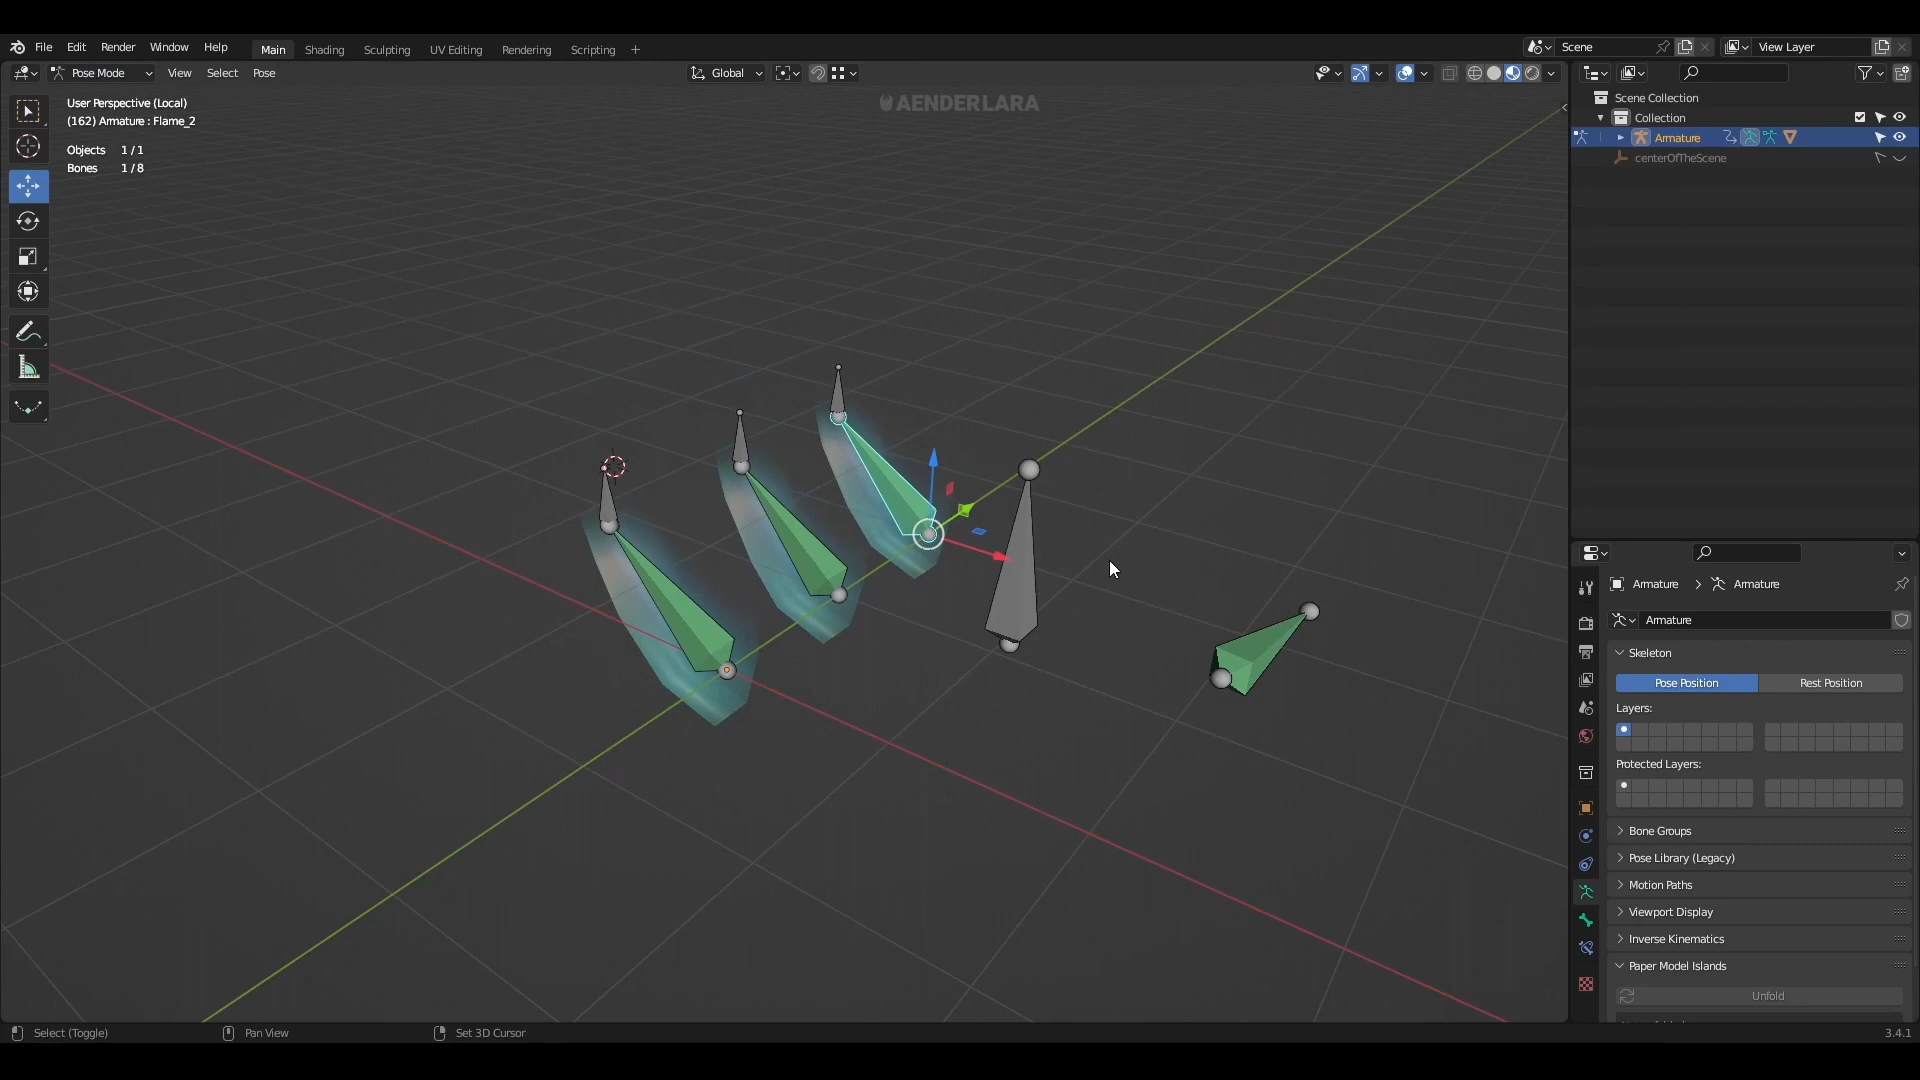 File Edit Render Window Help Main Shading Sculpting UV Editing Rendering Scripting + Scene View Layer
Pose Mode View Select Pose Global
User Perspective (Local)
(162) Armature : Flame_2
Objects 1 / 1
Bones 1 / 8
AENDERLARA
Scene Collection
Collection
Armature
centerOfTheScene
Armature > Armature
Armature
Skeleton
Pose Position Rest Position
Layers:
Protected Layers:
Bone Groups
Pose Library (Legacy)
Motion Paths
Viewport Display
Inverse Kinematics
Paper Model Islands
Unfold
Select (Toggle) Pan View Set 3D Cursor 3.4.1